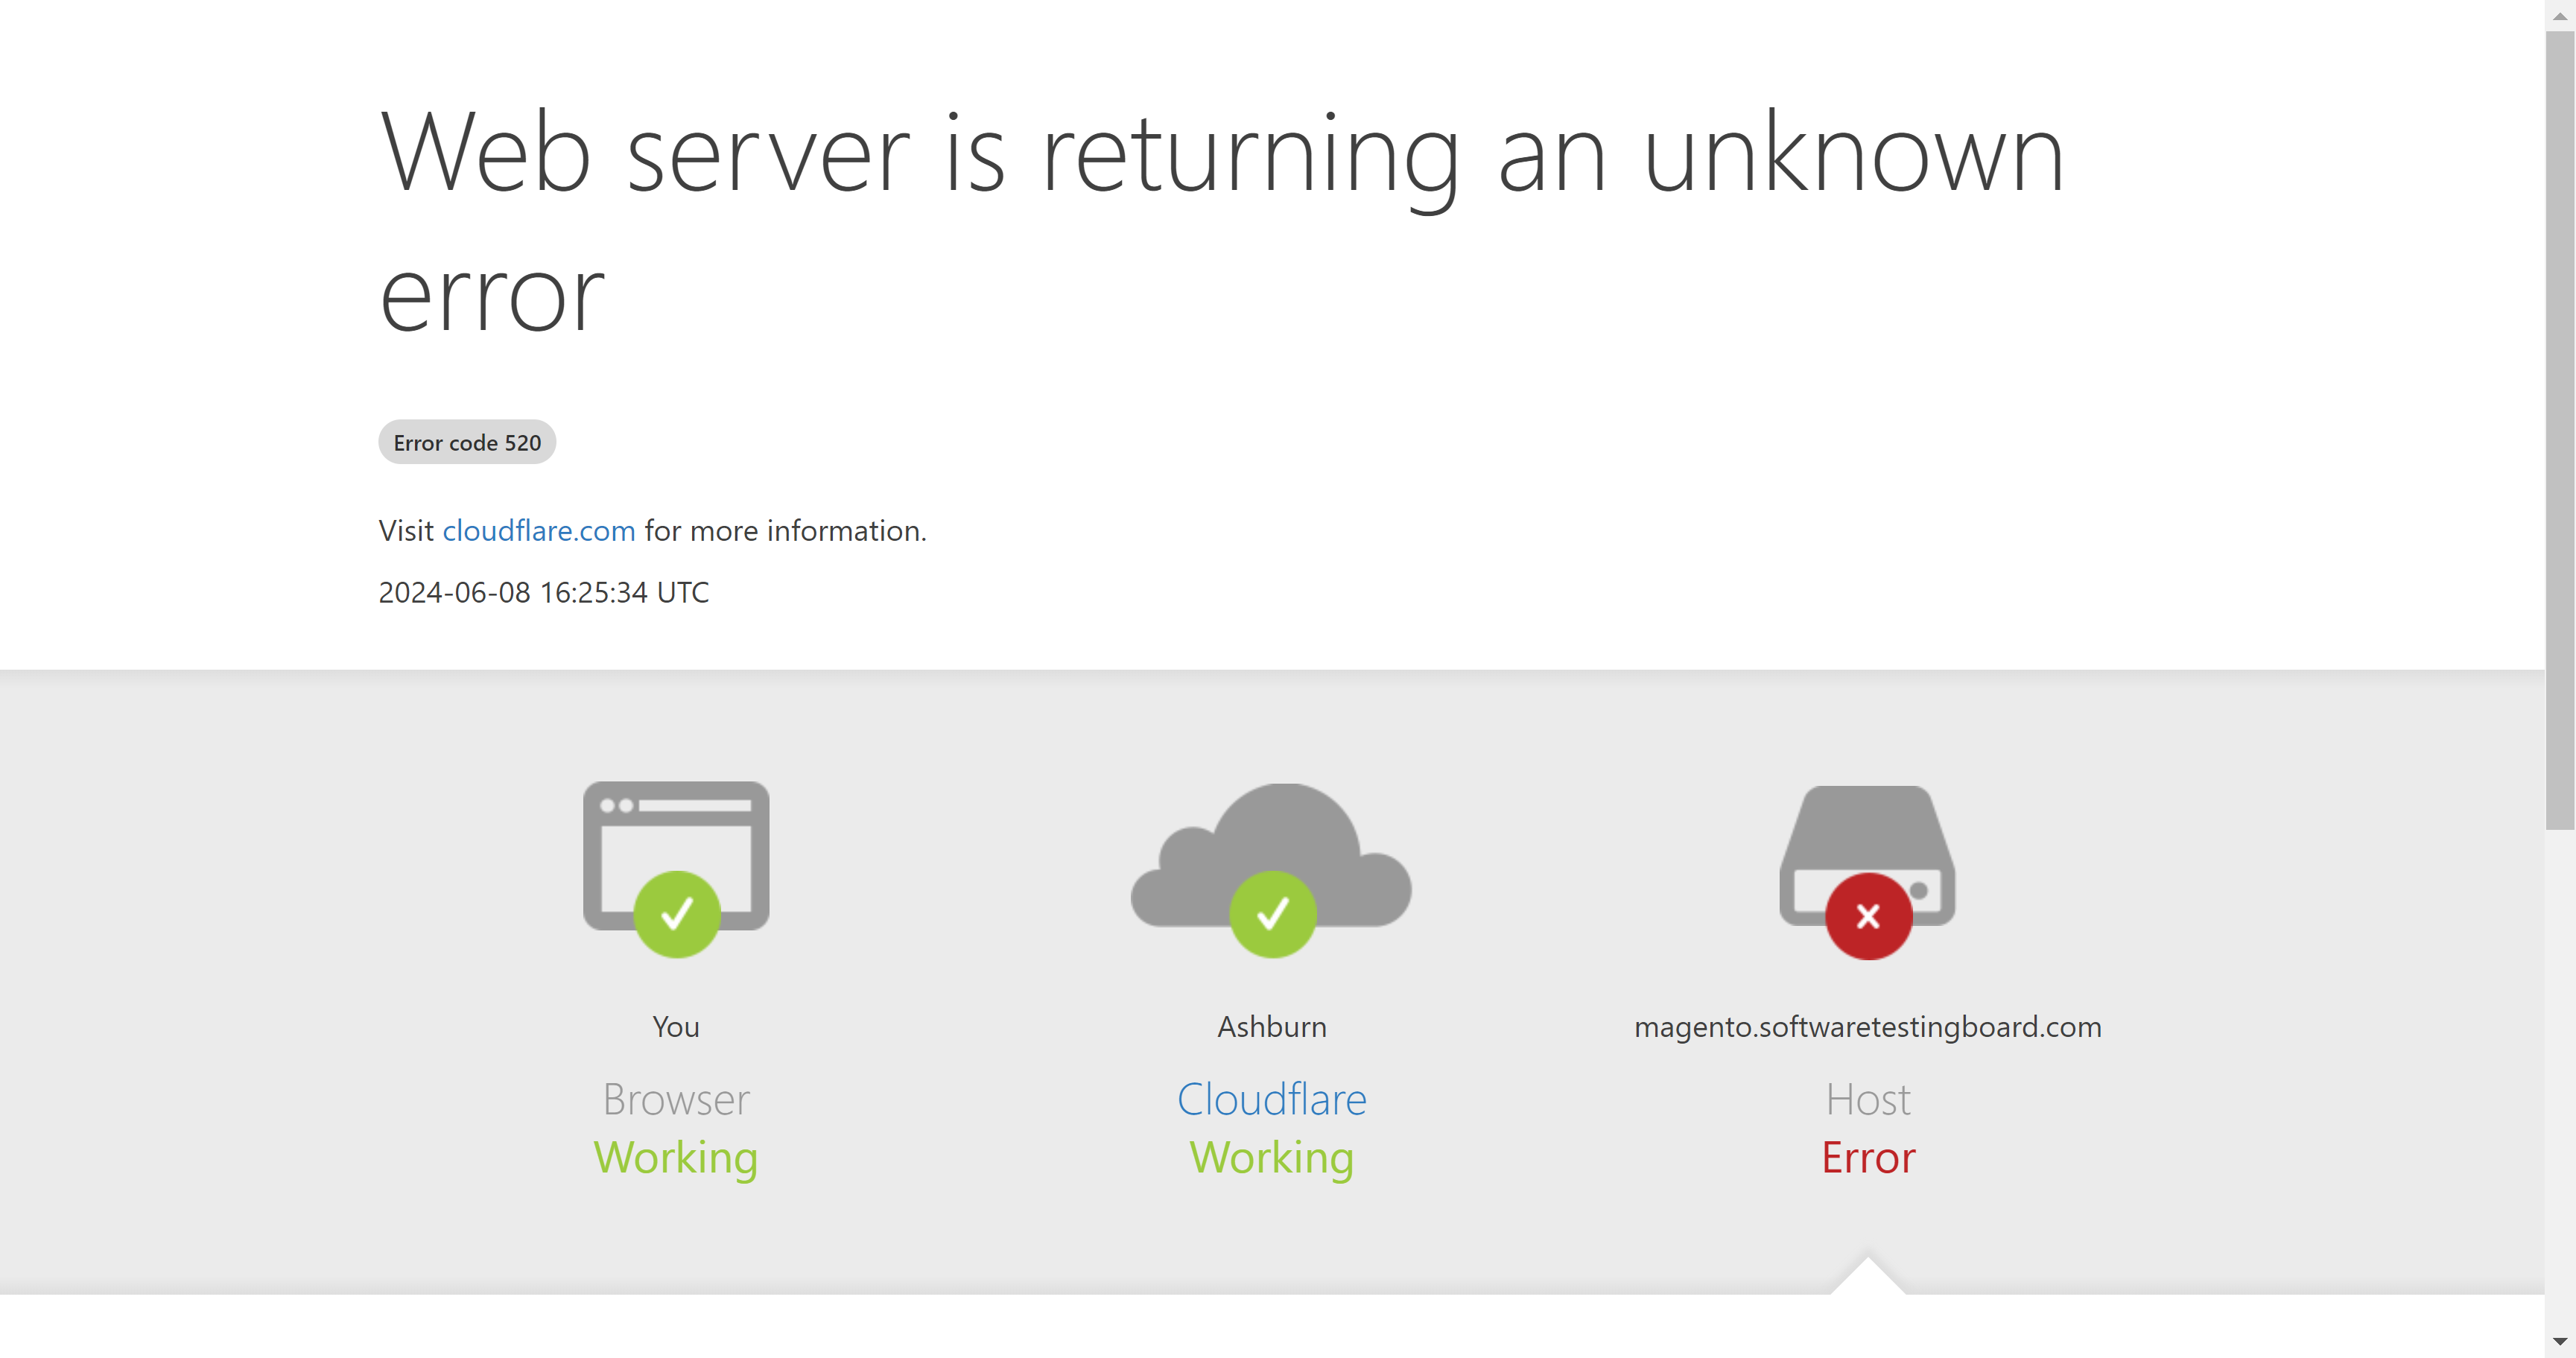 Web server is returning an unknown
error
Error code 520
Visit cloudflare.com for more information.
2024-06-08 16:25:34 UTC
You
Browser
Working
Ashburn
Cloudflare
Working
magento.softwaretestingboard.com
Host
Error